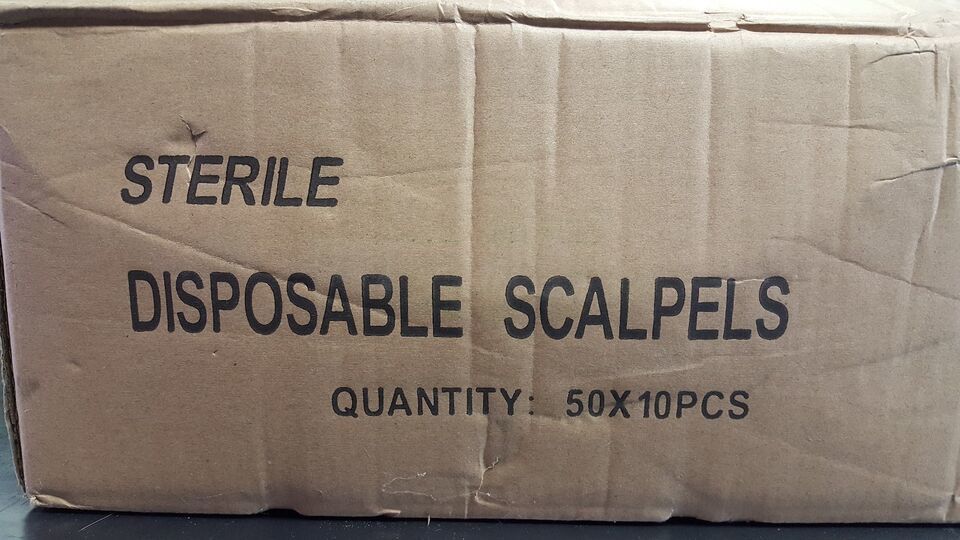 STERILE
DISPOSABLE SCALPELS
QUANTITY: 50X10PCS